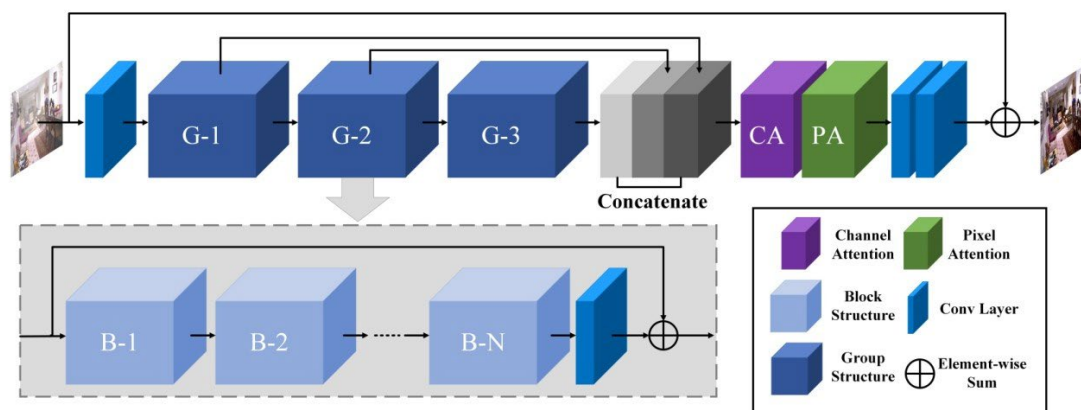 G-1
G-2
G-3
CA
PA
Concatenate
B-1
B-2
B-N
Channel
Attention
Pixel
Attention
Block
Structure
Conv Layer
Group
Structure
Element-wise
Sum